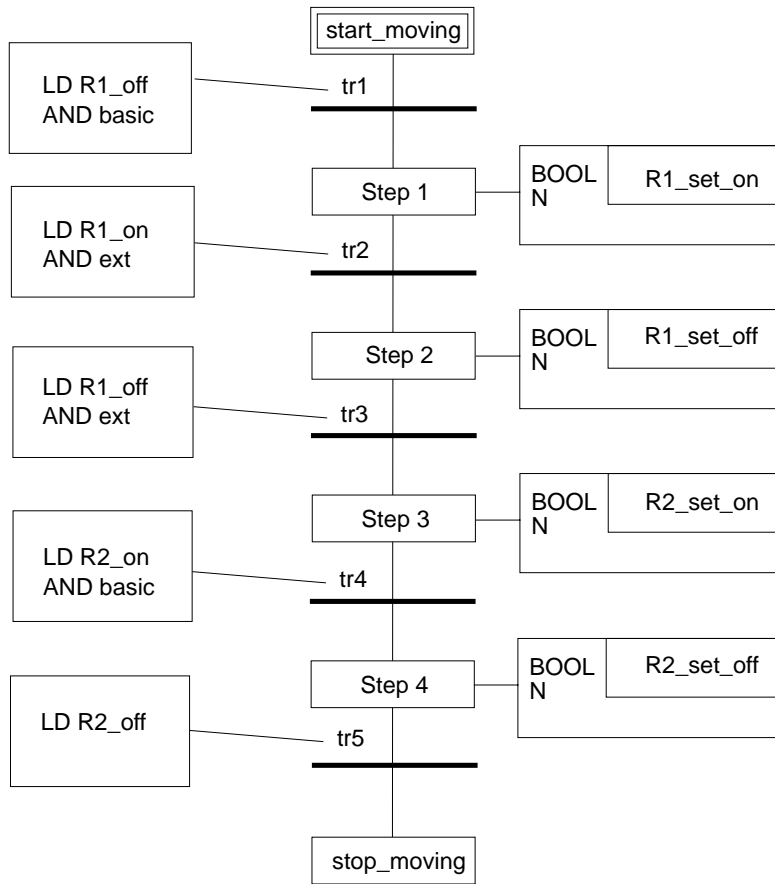 start_moving
LD R1_off
AND basic
tr1
Step 1
BOOL
N
R1_set_on
LD R1_on
AND ext
tr2
Step 2
BOOL
N
R1_set_off
LD R1_off
AND ext
tr3
Step 3
BOOL
N
R2_set_on
LD R2_on
AND basic
tr4
Step 4
BOOL
N
R2_set_off
LD R2_off
tr5
stop_moving